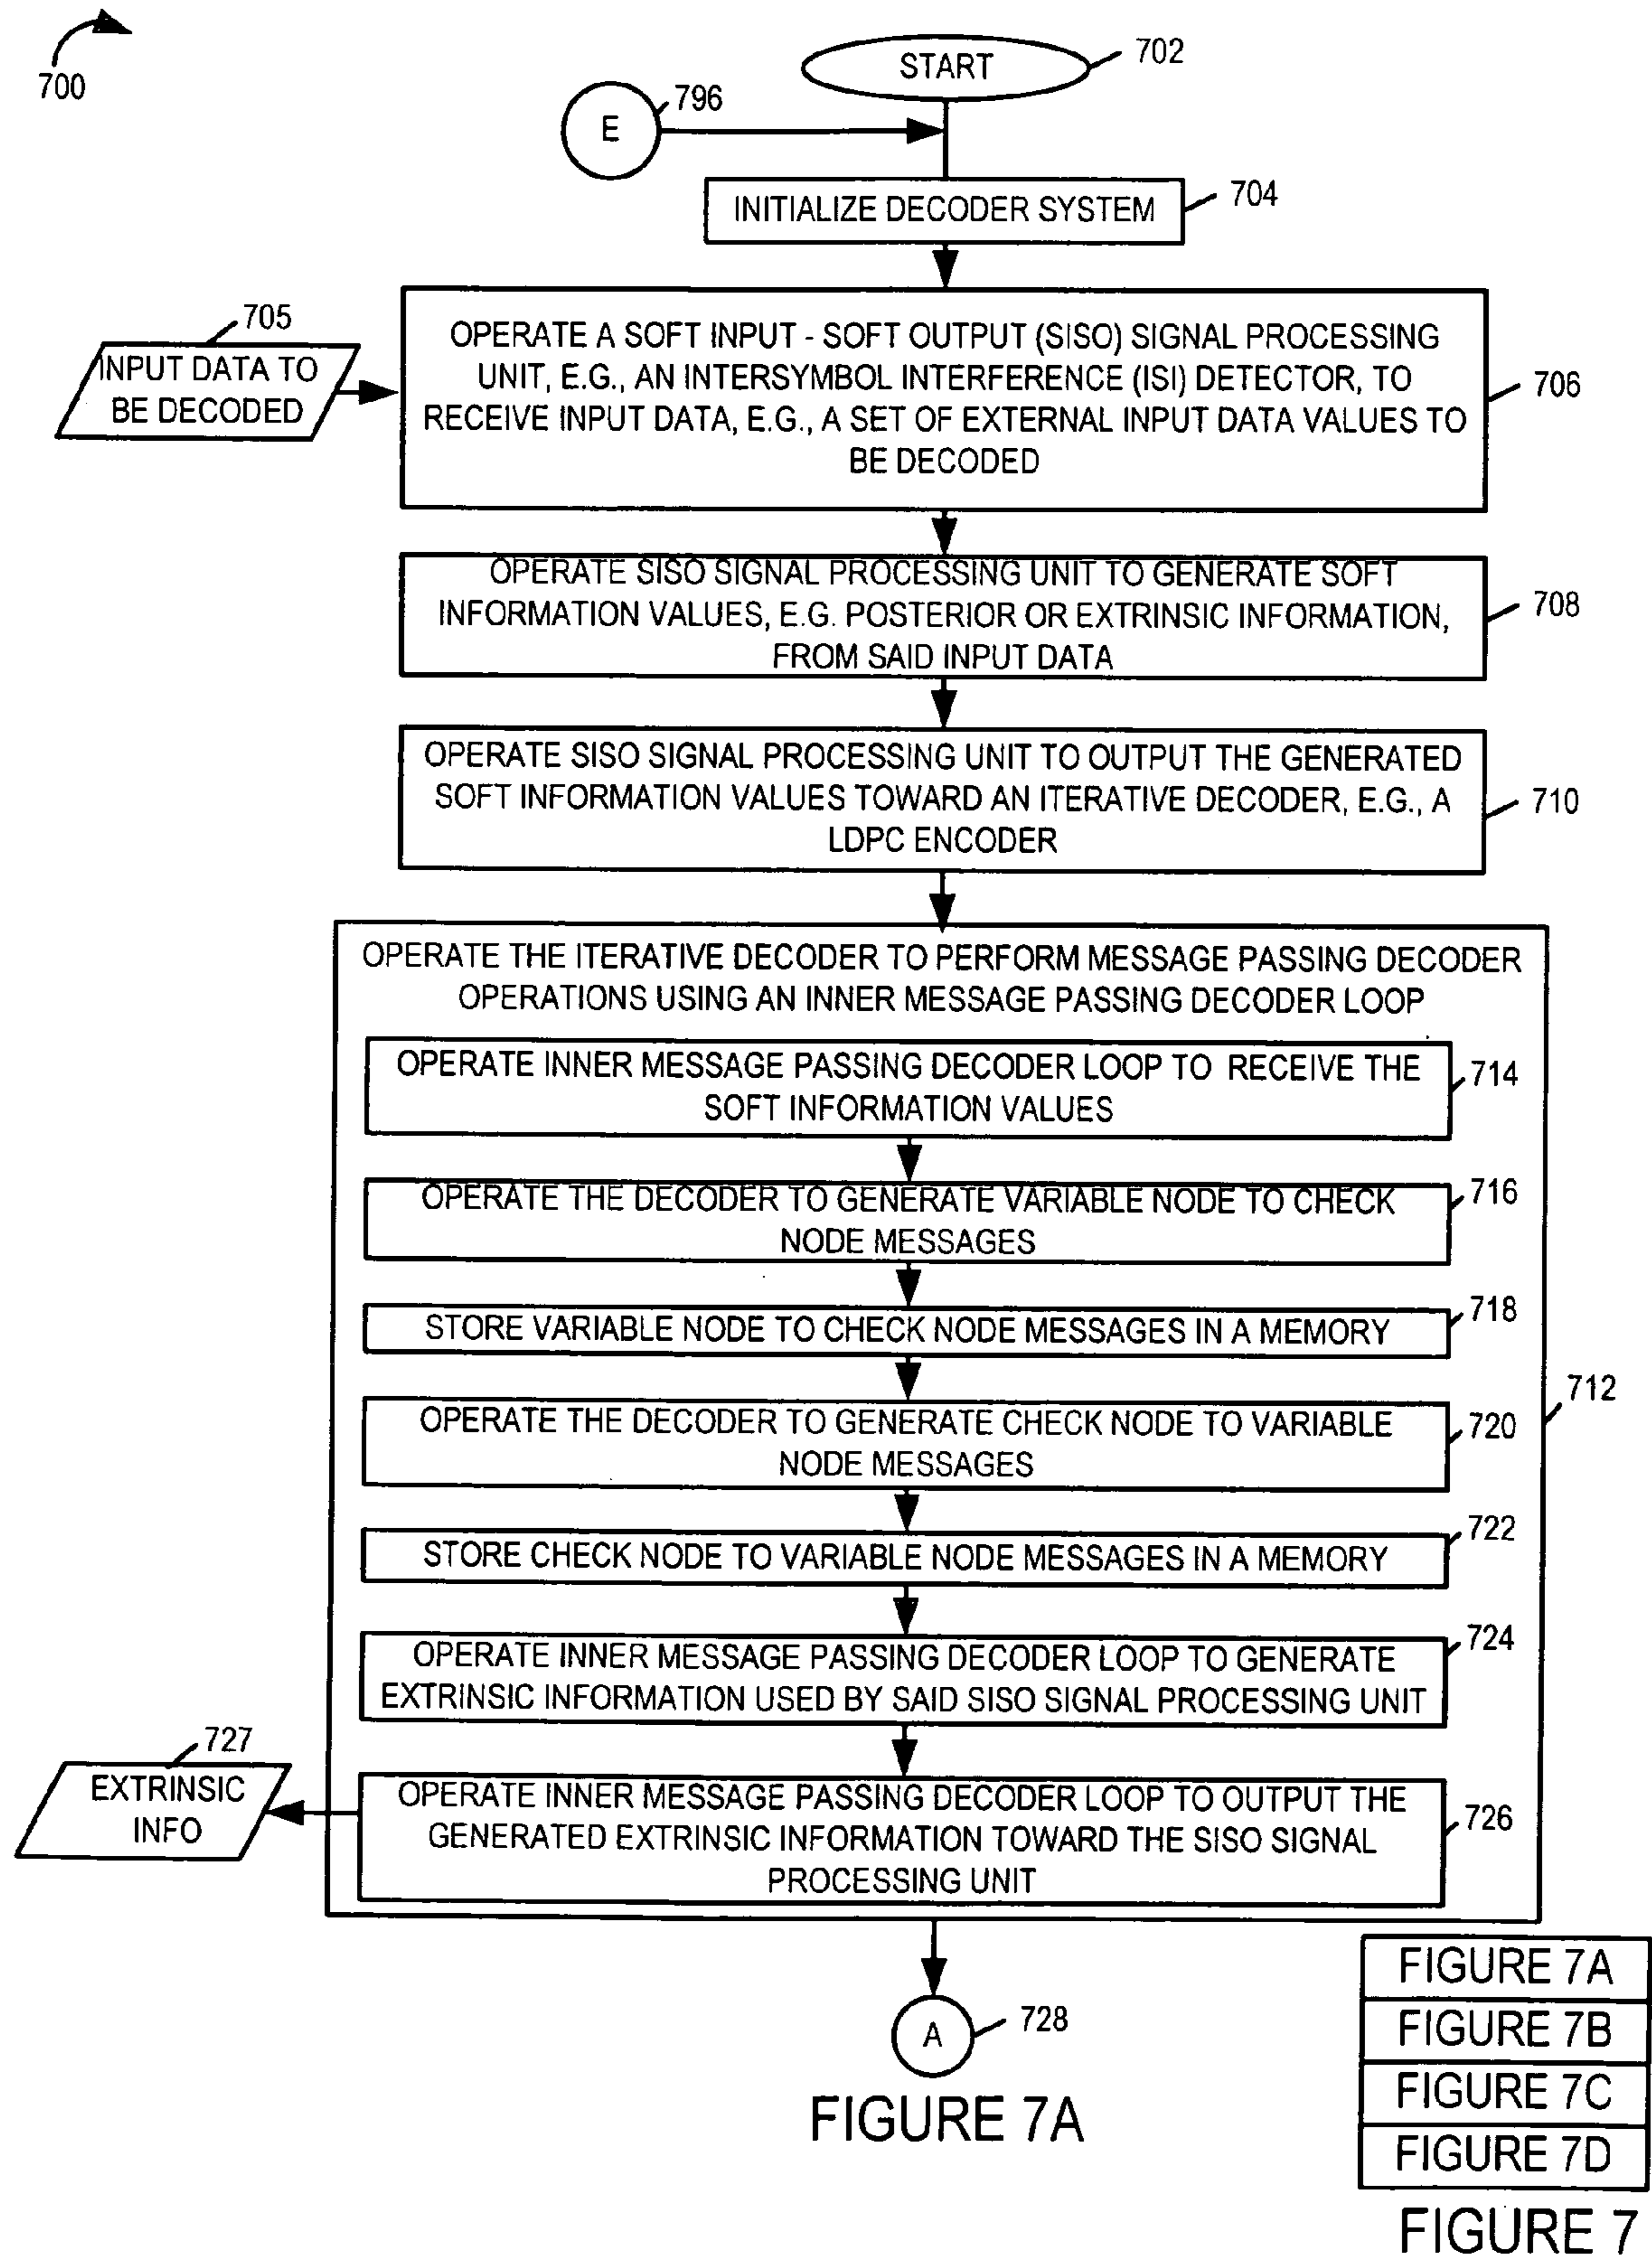 700
START
702
E
796
INITIALIZE DECODER SYSTEM
704
705
INPUT DATA TO
BE DECODED
OPERATE A SOFT INPUT - SOFT OUTPUT (SISO) SIGNAL PROCESSING
UNIT, E.G., AN INTERSYMBOL INTERFERENCE (ISI) DETECTOR, TO
RECEIVE INPUT DATA, E.G., A SET OF EXTERNAL INPUT DATA VALUES TO
BE DECODED
706
OPERATE SISO SIGNAL PROCESSING UNIT TO GENERATE SOFT
INFORMATION VALUES, E.G. POSTERIOR OR EXTRINSIC INFORMATION,
FROM SAID INPUT DATA
708
OPERATE SISO SIGNAL PROCESSING UNIT TO OUTPUT THE GENERATED
SOFT INFORMATION VALUES TOWARD AN ITERATIVE DECODER, E.G., A
LDPC ENCODER
710
OPERATE THE ITERATIVE DECODER TO PERFORM MESSAGE PASSING DECODER
OPERATIONS USING AN INNER MESSAGE PASSING DECODER LOOP
OPERATE INNER MESSAGE PASSING DECODER LOOP TO RECEIVE THE
SOFT INFORMATION VALUES
714
OPERATE THE DECODER TO GENERATE VARIABLE NODE TO CHECK
NODE MESSAGES
716
STORE VARIABLE NODE TO CHECK NODE MESSAGES IN A MEMORY
718
712
OPERATE THE DECODER TO GENERATE CHECK NODE TO VARIABLE
NODE MESSAGES
720
STORE CHECK NODE TO VARIABLE NODE MESSAGES IN A MEMORY
722
OPERATE INNER MESSAGE PASSING DECODER LOOP TO GENERATE
EXTRINSIC INFORMATION USED BY SAID SISO SIGNAL PROCESSING UNIT
724
727
EXTRINSIC
INFO
OPERATE INNER MESSAGE PASSING DECODER LOOP TO OUTPUT THE
GENERATED EXTRINSIC INFORMATION TOWARD THE SISO SIGNAL
PROCESSING UNIT
726
A
728
FIGURE 7A
FIGURE 7A
FIGURE 7B
FIGURE 7C
FIGURE 7D
FIGURE 7